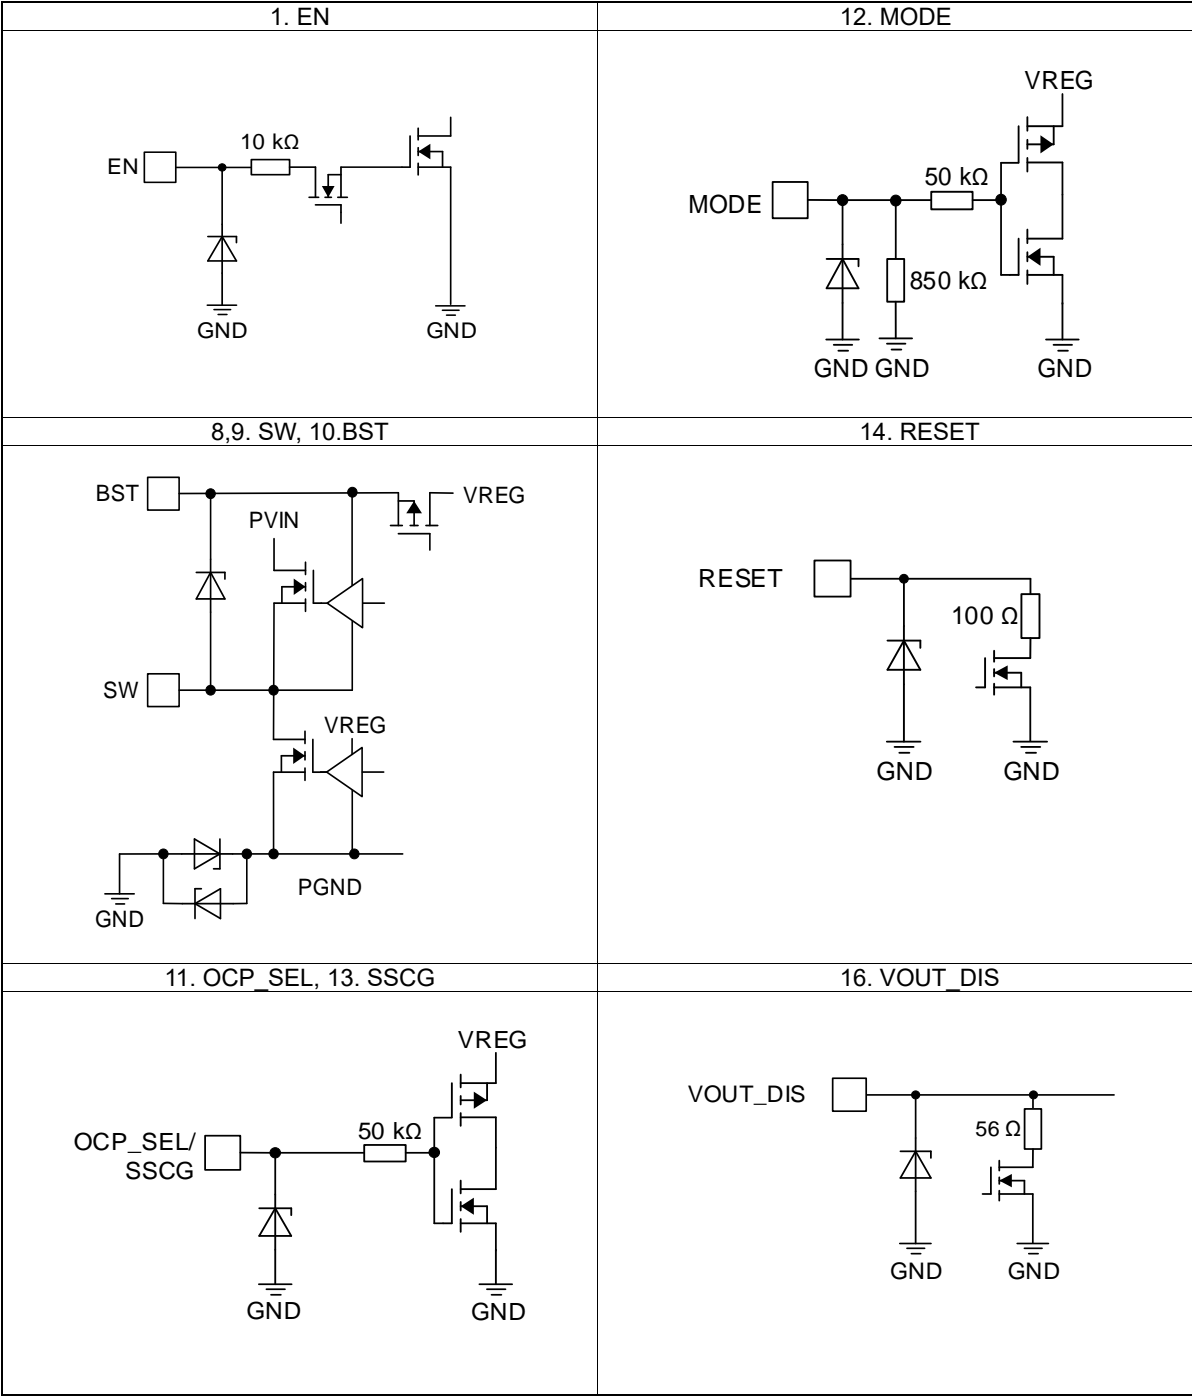 1. EN
12. MODE
EN
10 kΩ
GND
GND
VREG
MODE
50 kΩ
850 kΩ
GND
GND
GND
8,9. SW, 10.BST
14. RESET
BST
VREG
PVIN
SW
VREG
PGND
GND
RESET
100 Ω
GND
GND
11. OCP_SEL, 13. SSCG
16. VOUT_DIS
VREG
OCP_SEL/
SSCG
50 kΩ
GND
GND
VOUT_DIS
56 Ω
GND
GND